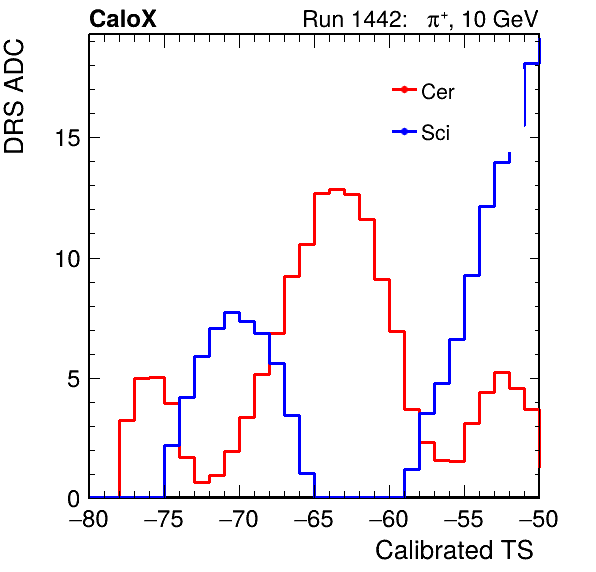 CaloX
Run 1442: π⁺, 10 GeV
DRS ADC
Cer
Sci
15
10
5
0
−80 −75 −70 −65 −60 −55 −50
Calibrated TS